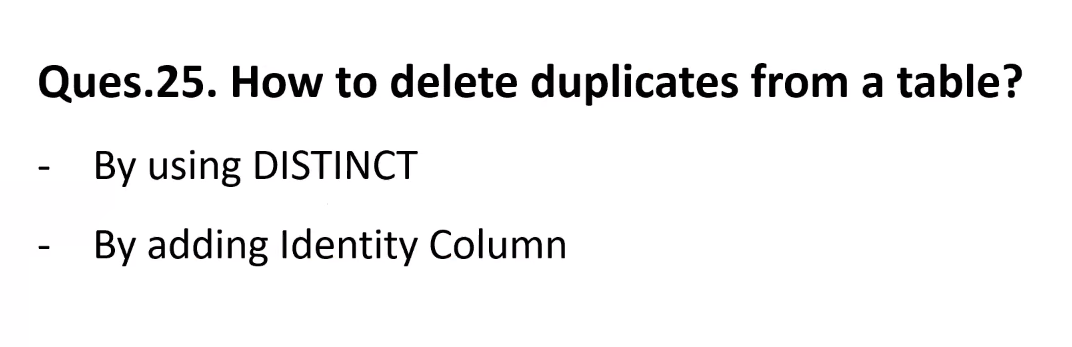 Ques.25. How to delete duplicates from a table?
- By using DISTINCT
- By adding Identity Column